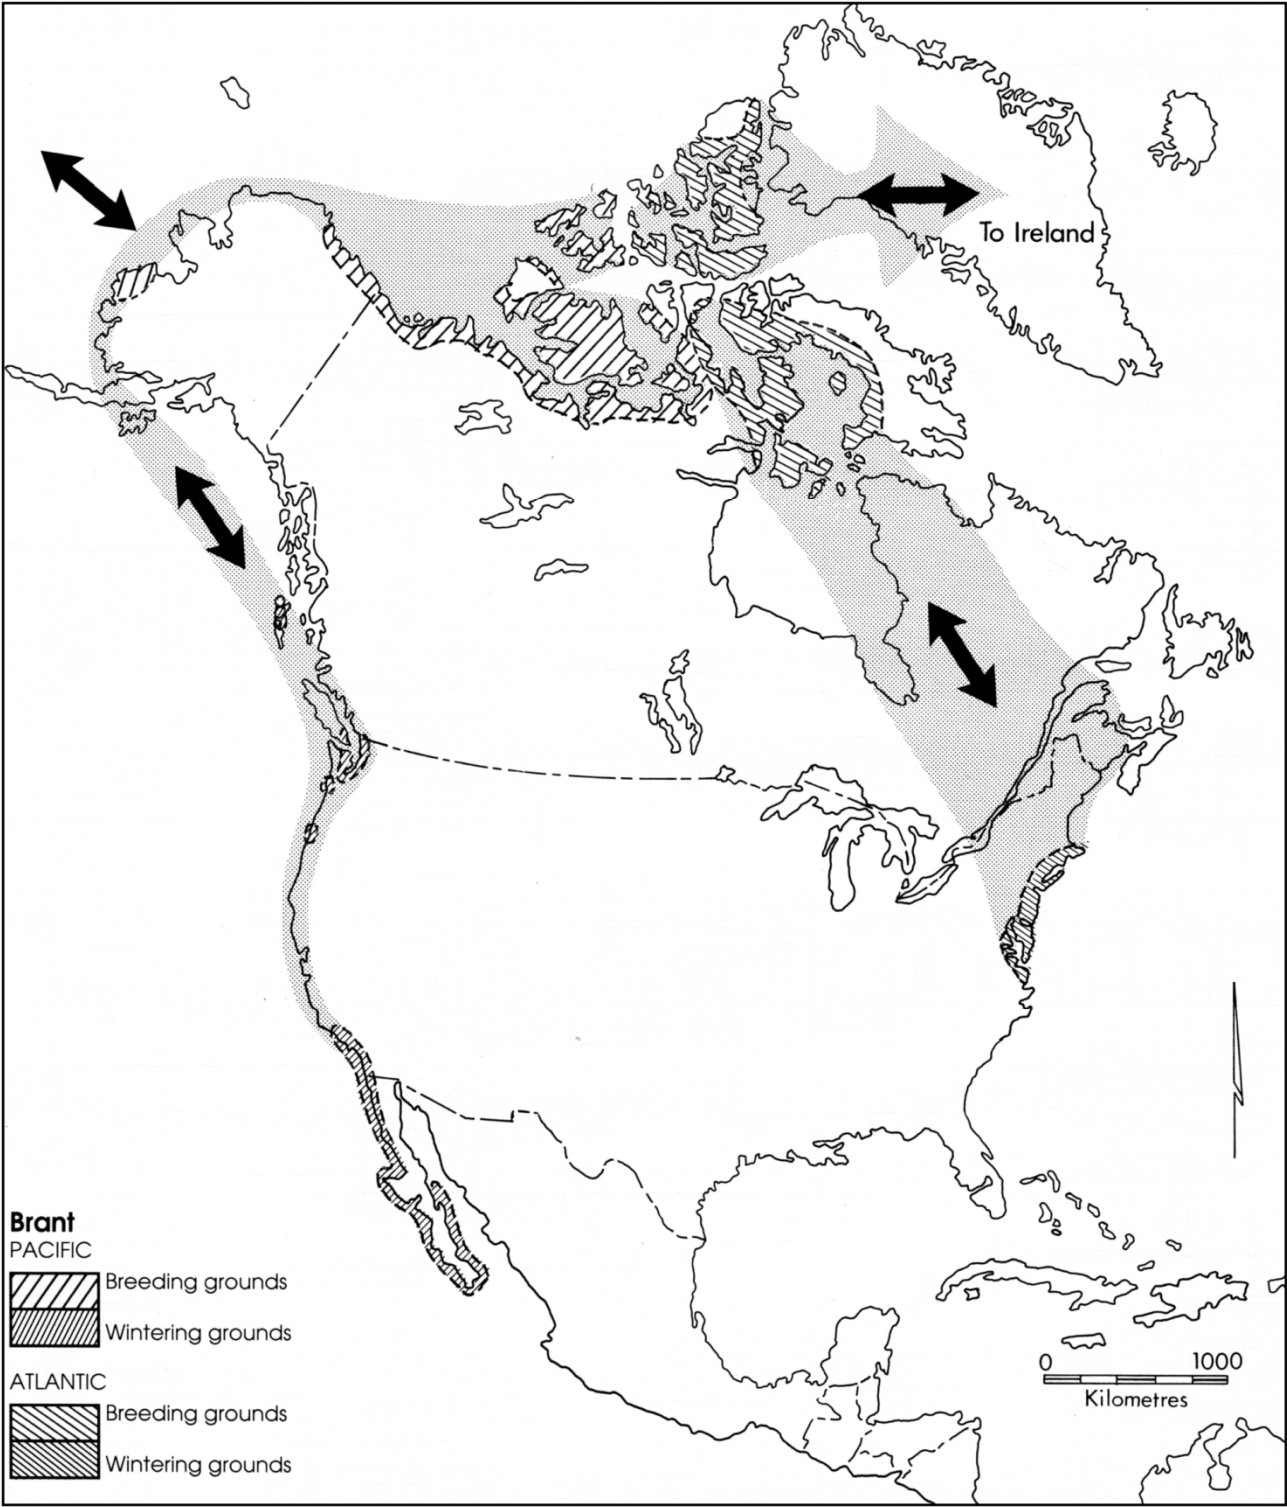 To Ireland
Brant
PACIFIC
Breeding grounds
Wintering grounds
ATLANTIC
Breeding grounds
Wintering grounds
0 1000
Kilometres